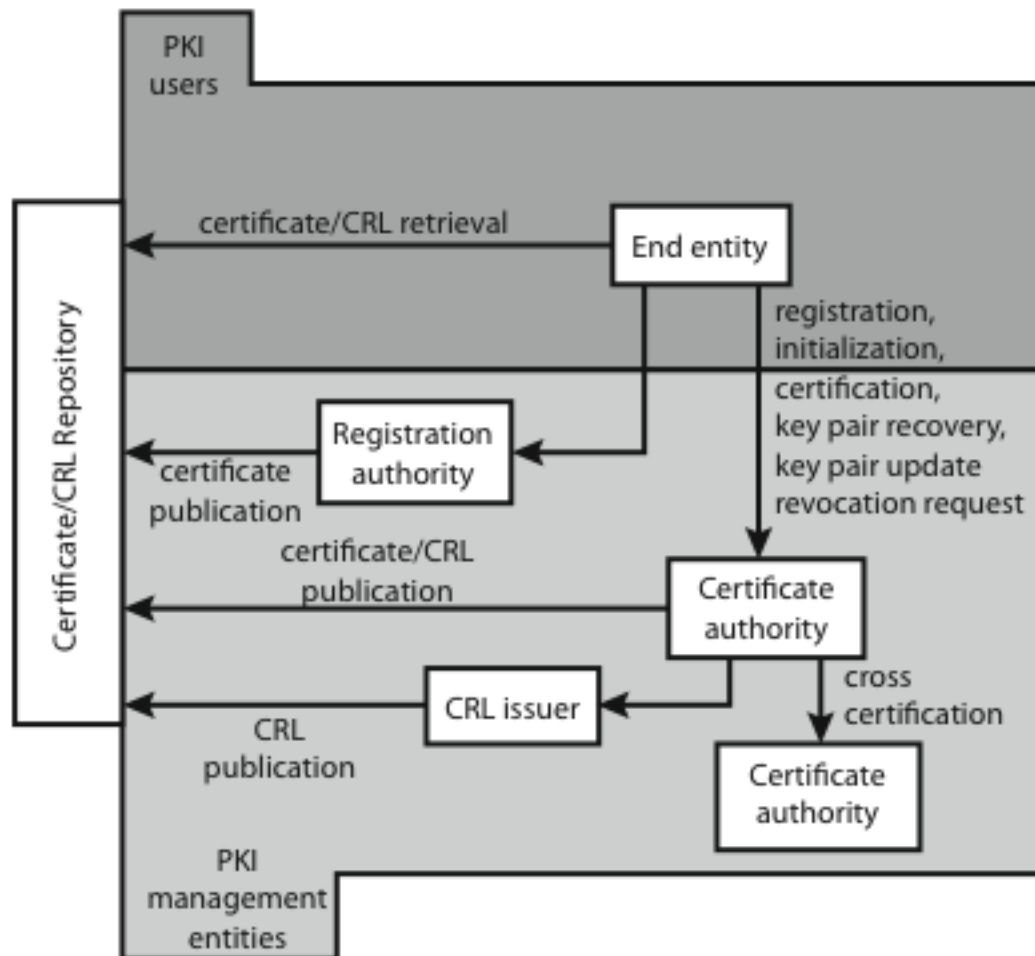 PKI
users
certificate/CRL retrieval
End entity
registration,
initialization,
certification,
key pair recovery,
key pair update
revocation request
Certificate/CRL Repository
Registration
authority
certificate
publication
certificate/CRL
publication
Certificate
authority
cross
certification
CRL issuer
CRL
publication
Certificate
authority
PKI
management
entities